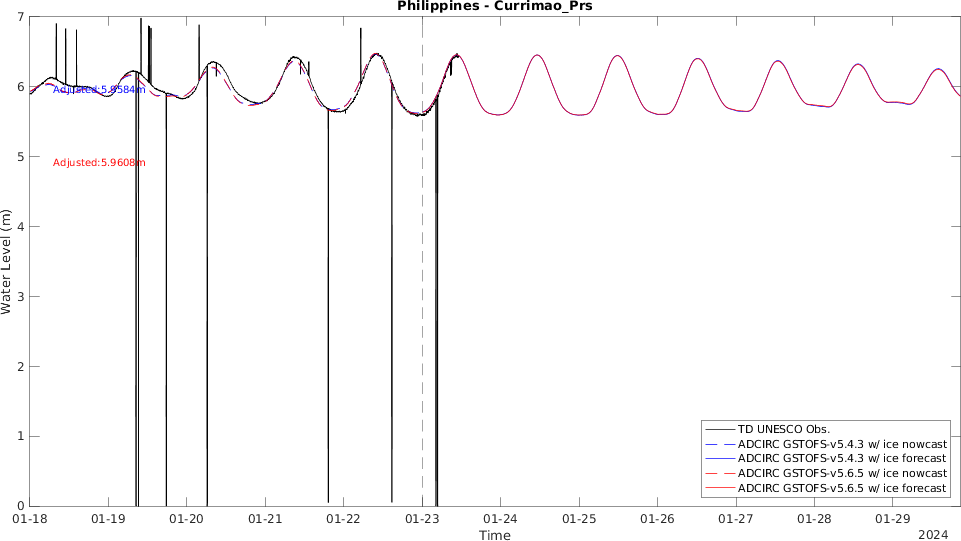 Philippines - Currimao_Prs
7
6
5
4
3
2
1
0
Water Level (m)
Adjusted:5.9584m
Adjusted:5.9608m
TD UNESCO Obs.
ADCIRC GSTOFS-v5.4.3 w/ ice nowcast
ADCIRC GSTOFS-v5.4.3 w/ ice forecast
ADCIRC GSTOFS-v5.6.5 w/ ice nowcast
ADCIRC GSTOFS-v5.6.5 w/ ice forecast
01-18 01-19 01-20 01-21 01-22 01-23 01-24 01-25 01-26 01-27 01-28 01-29
Time
2024